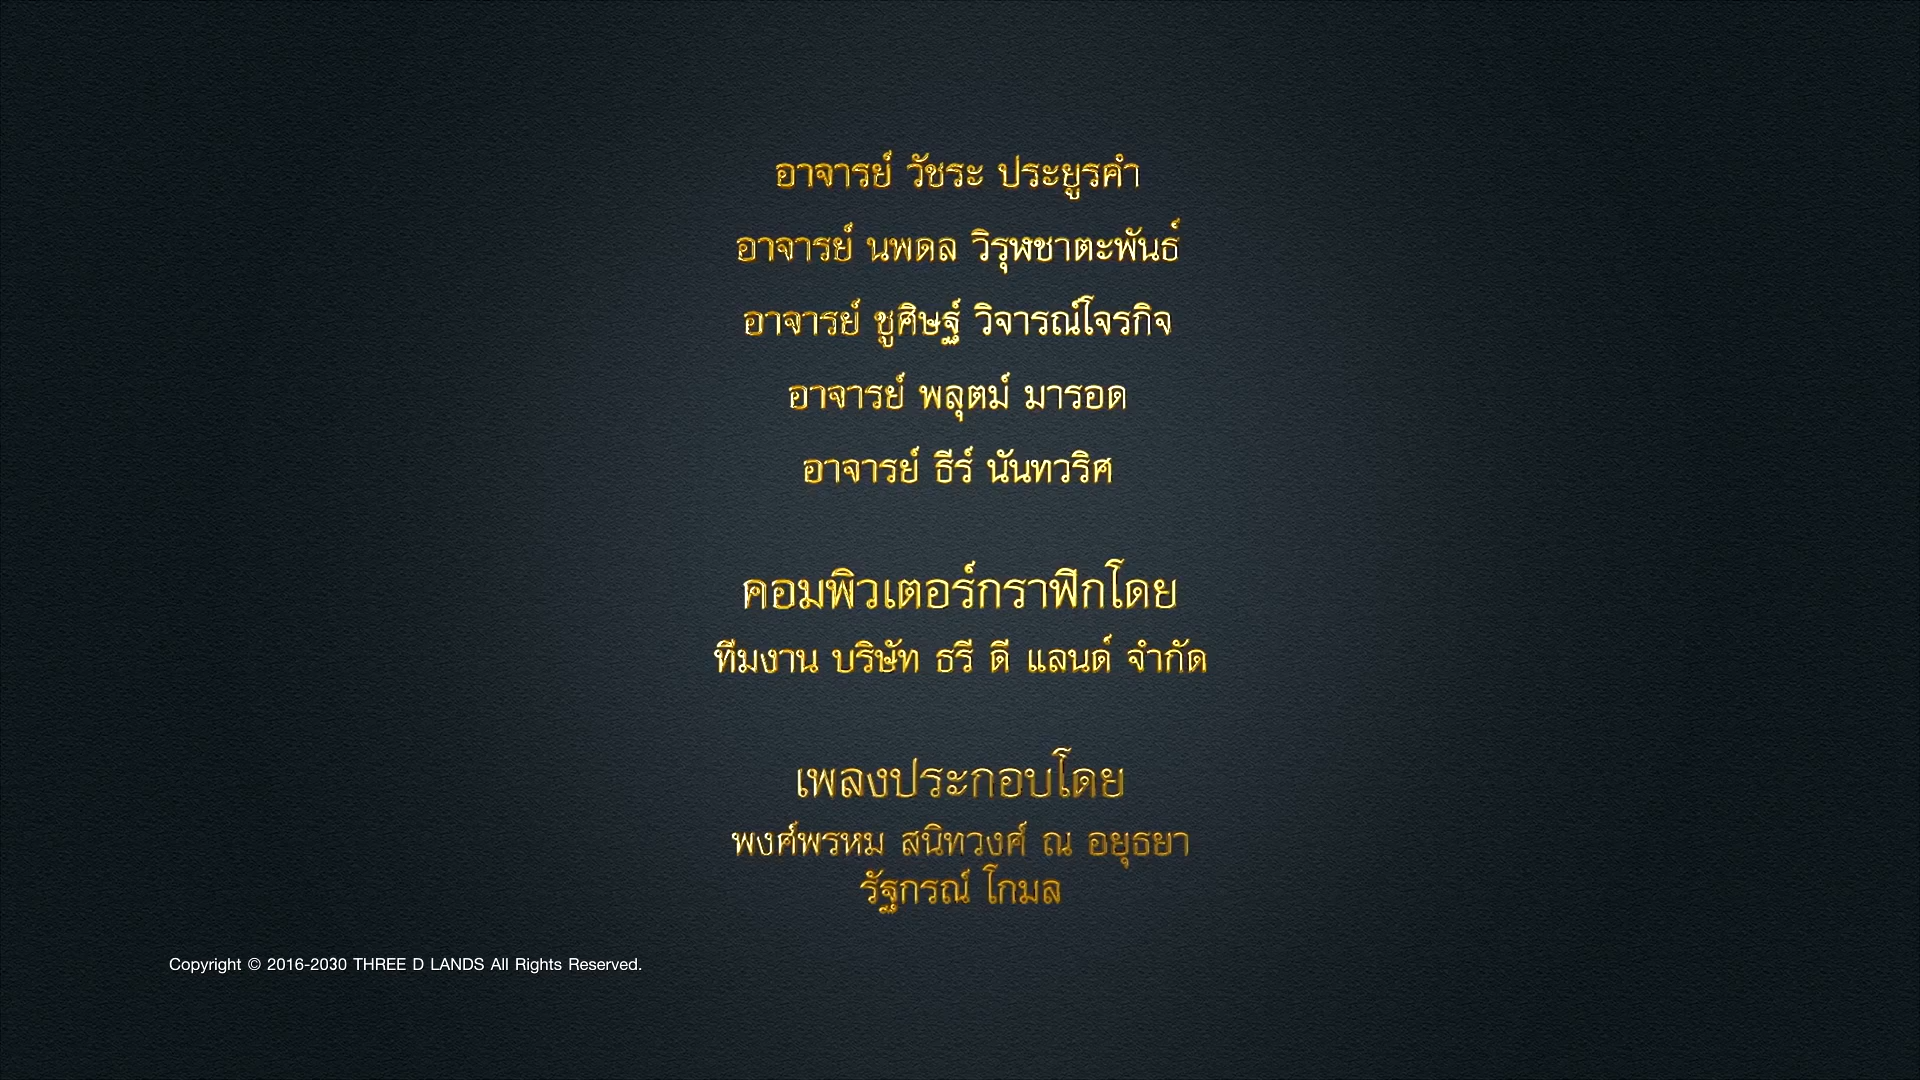 อาจารย์ วัชระ ประยูรคำ
อาจารย์ นพดล วิรุฬชาตะพันธ์
อาจารย์ ชูศิษฐ์ วิจารณ์โจรกิจ
อาจารย์ พลุตม์ มารอด
อาจารย์ ธีร์ นันทวริศ
คอมพิวเตอร์กราฟิกโดย
ทีมงาน บริษัท ธรี ดี แลนด์ จำกัด
เพลงประกอบโดย
พงศ์พรหม สนิทวงศ์ ณ อยุธยา
รัฐกรณ์ โกมล
Copyright © 2016-2030 THREE D LANDS All Rights Reserved.